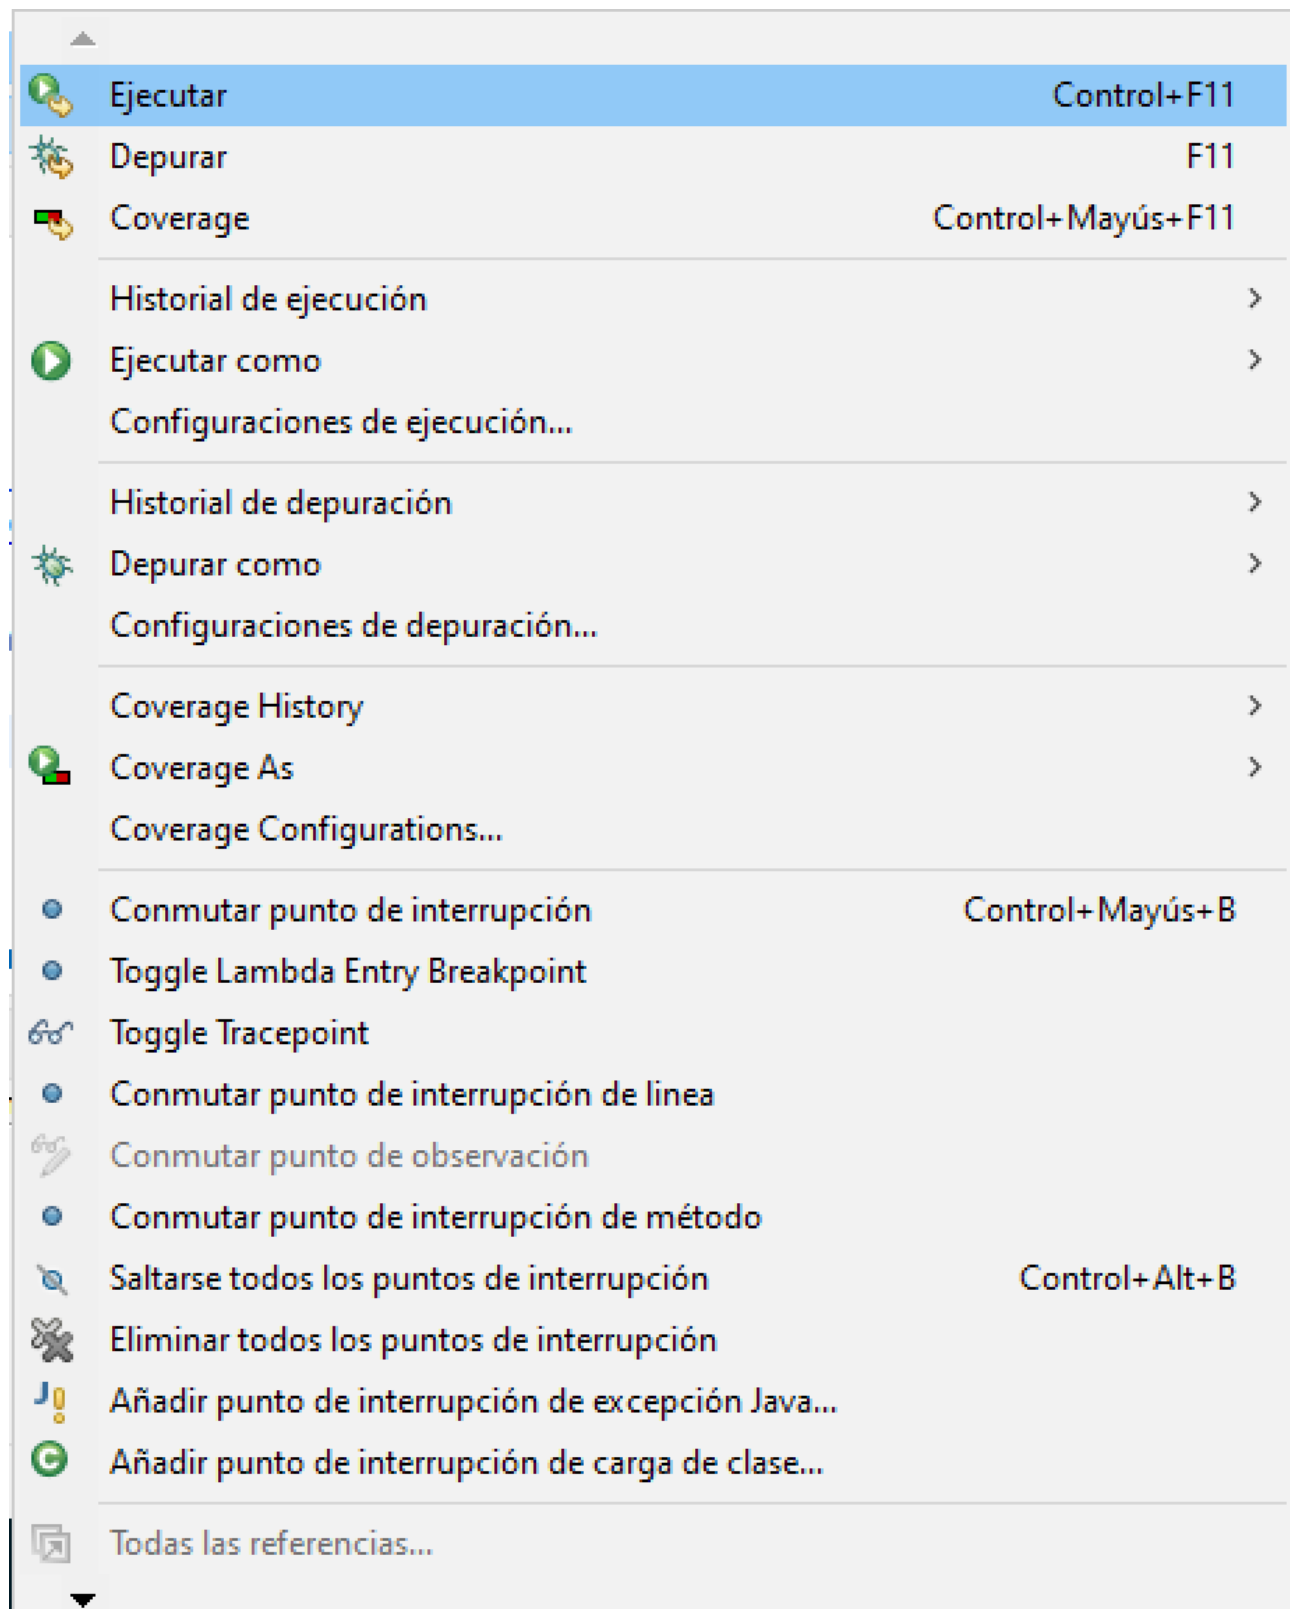 Ejecutar Control+F11
Depurar F11
Coverage Control+Mayús+F11
Historial de ejecución
Ejecutar como
Configuraciones de ejecución...
Historial de depuración
Depurar como
Configuraciones de depuración...
Coverage History
Coverage As
Coverage Configurations...
Conmutar punto de interrupción Control+Mayús+B
Toggle Lambda Entry Breakpoint
Toggle Tracepoint
Conmutar punto de interrupción de linea
Conmutar punto de observación
Conmutar punto de interrupción de método
Saltarse todos los puntos de interrupción Control+Alt+B
Eliminar todos los puntos de interrupción
Añadir punto de interrupción de excepción Java...
Añadir punto de interrupción de carga de clase...
Todas las referencias...